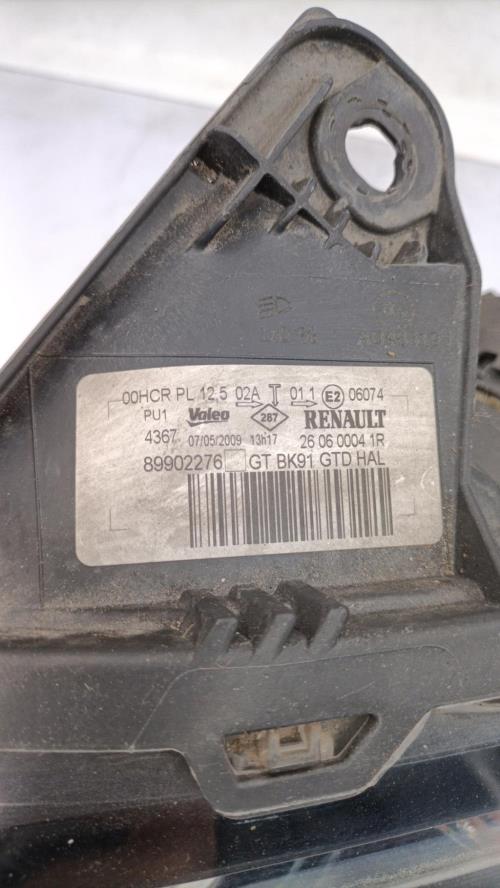 00HCR PL 12.5 02A T 01.1 E2 06074
PU1 Valeo 287 RENAULT
4367 07/05/2009 13h17 26 06 0004 1R
89902276 GT BK91 GTD HAL